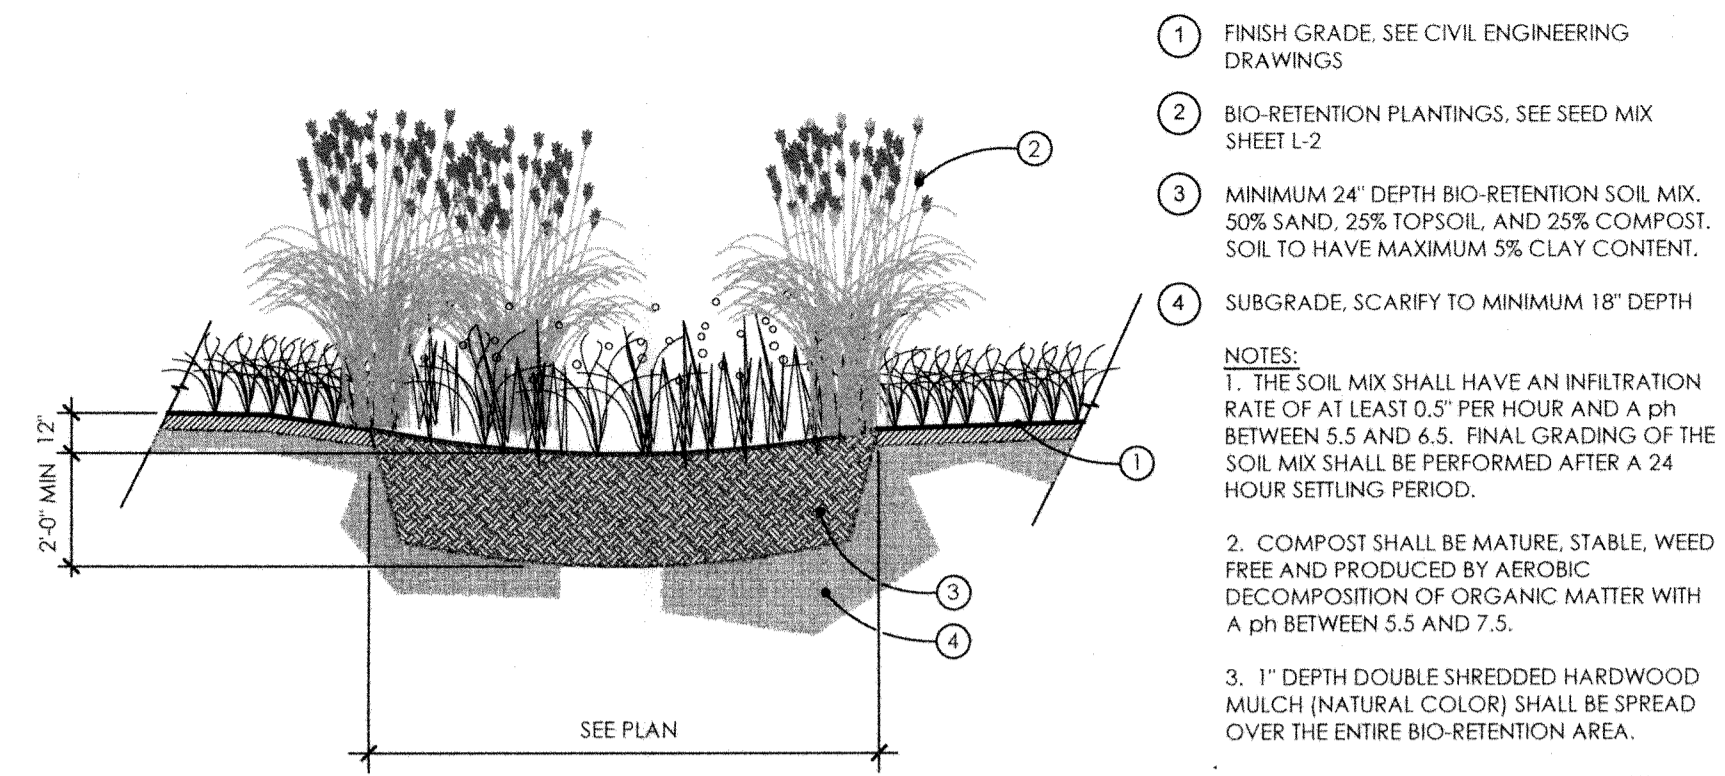 1 FINISH GRADE, SEE CIVIL ENGINEERING
DRAWINGS
2 BIO-RETENTION PLANTINGS, SEE SEED MIX
SHEET L-2
3 MINIMUM 24" DEPTH BIO-RETENTION SOIL MIX.
50% SAND, 25% TOPSOIL, AND 25% COMPOST.
SOIL TO HAVE MAXIMUM 5% CLAY CONTENT.
4 SUBGRADE, SCARIFY TO MINIMUM 18" DEPTH
NOTES:
1. THE SOIL MIX SHALL HAVE AN INFILTRATION
RATE OF AT LEAST 0.5" PER HOUR AND A ph
BETWEEN 5.5 AND 6.5. FINAL GRADING OF THE
SOIL MIX SHALL BE PERFORMED AFTER A 24
HOUR SETTLING PERIOD.
2. COMPOST SHALL BE MATURE, STABLE, WEED
FREE AND PRODUCED BY AEROBIC
DECOMPOSITION OF ORGANIC MATTER WITH
A ph BETWEEN 5.5 AND 7.5.
3. 1" DEPTH DOUBLE SHREDDED HARDWOOD
MULCH (NATURAL COLOR) SHALL BE SPREAD
OVER THE ENTIRE BIO-RETENTION AREA.
2
12"
2'-0" MIN
1
3
4
SEE PLAN